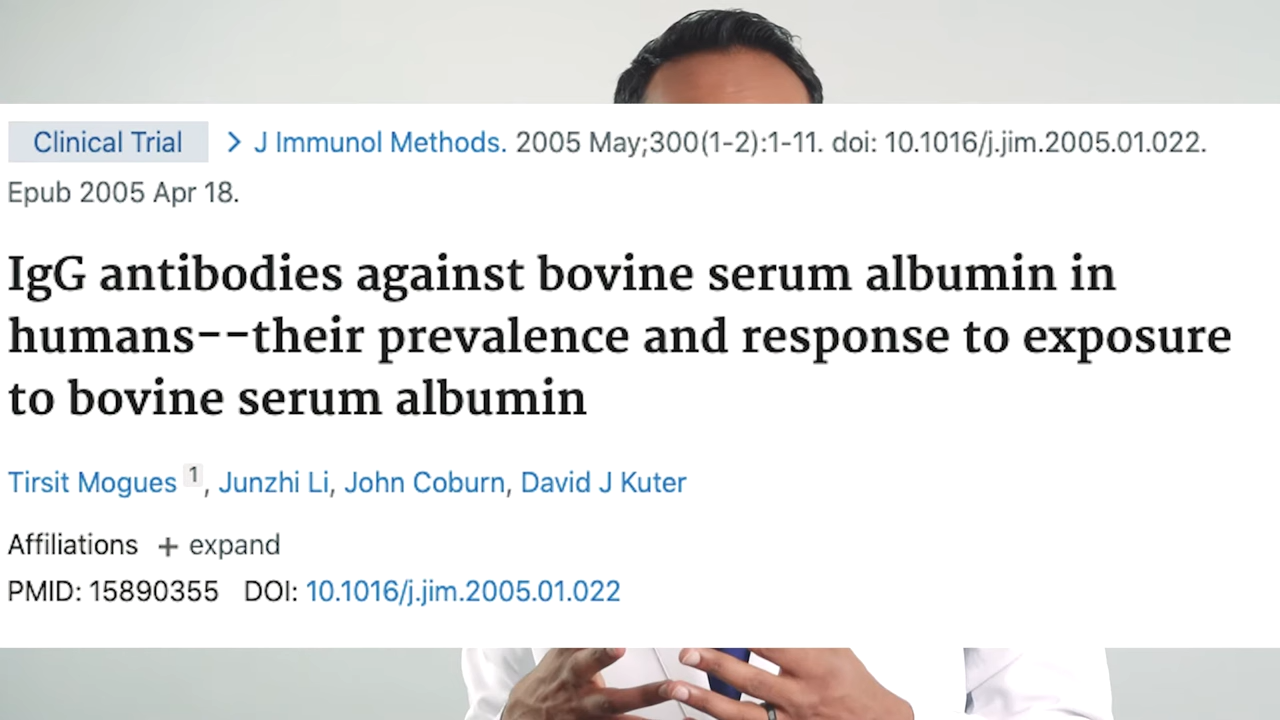 Clinical Trial > J Immunol Methods. 2005 May;300(1-2):1-11. doi: 10.1016/j.jim.2005.01.022.
Epub 2005 Apr 18.
IgG antibodies against bovine serum albumin in
humans--their prevalence and response to exposure
to bovine serum albumin
Tirsit Mogues 1, Junzhi Li, John Coburn, David J Kuter
Affiliations + expand
PMID: 15890355 DOI: 10.1016/j.jim.2005.01.022